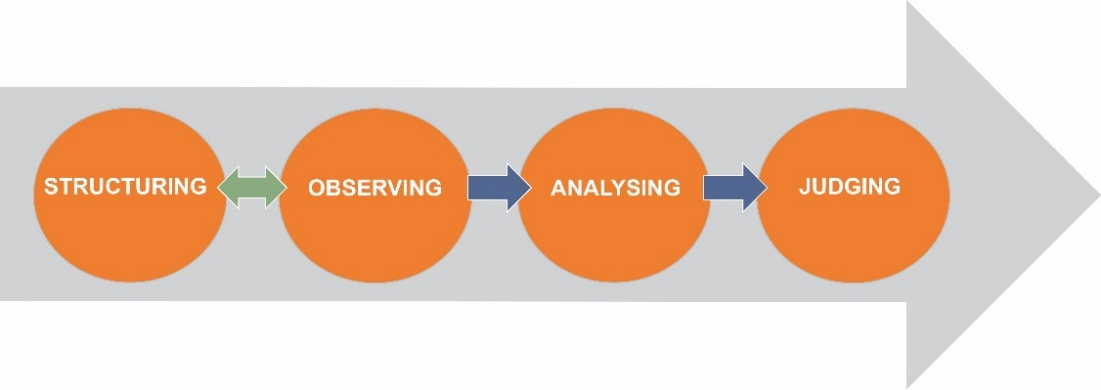 STRUCTURING
OBSERVING
ANALYSING
JUDGING